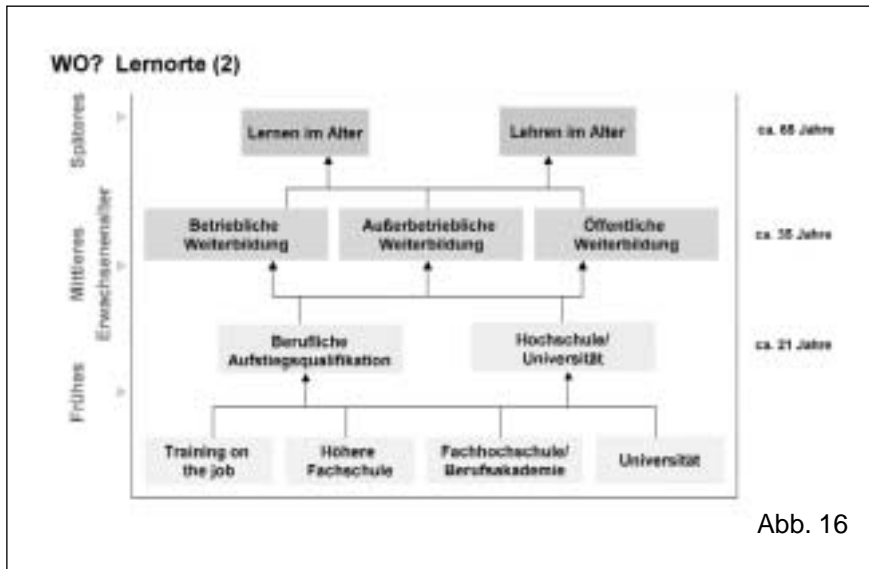 WO? Lernorte (2)
Späteres
Mittleres
Frühes
Erwachsenenalter
Lernen im Alter
Lehren im Alter
ca. 65 Jahre
Betriebliche
Weiterbildung
Außerbetriebliche
Weiterbildung
Öffentliche
Weiterbildung
ca. 35 Jahre
Berufliche
Aufstiegsqualifikation
Hochschule/
Universität
ca. 21 Jahre
Training on
the job
Höhere
Fachschule
Fachhochschule/
Berufsakademie
Universität
Abb. 16